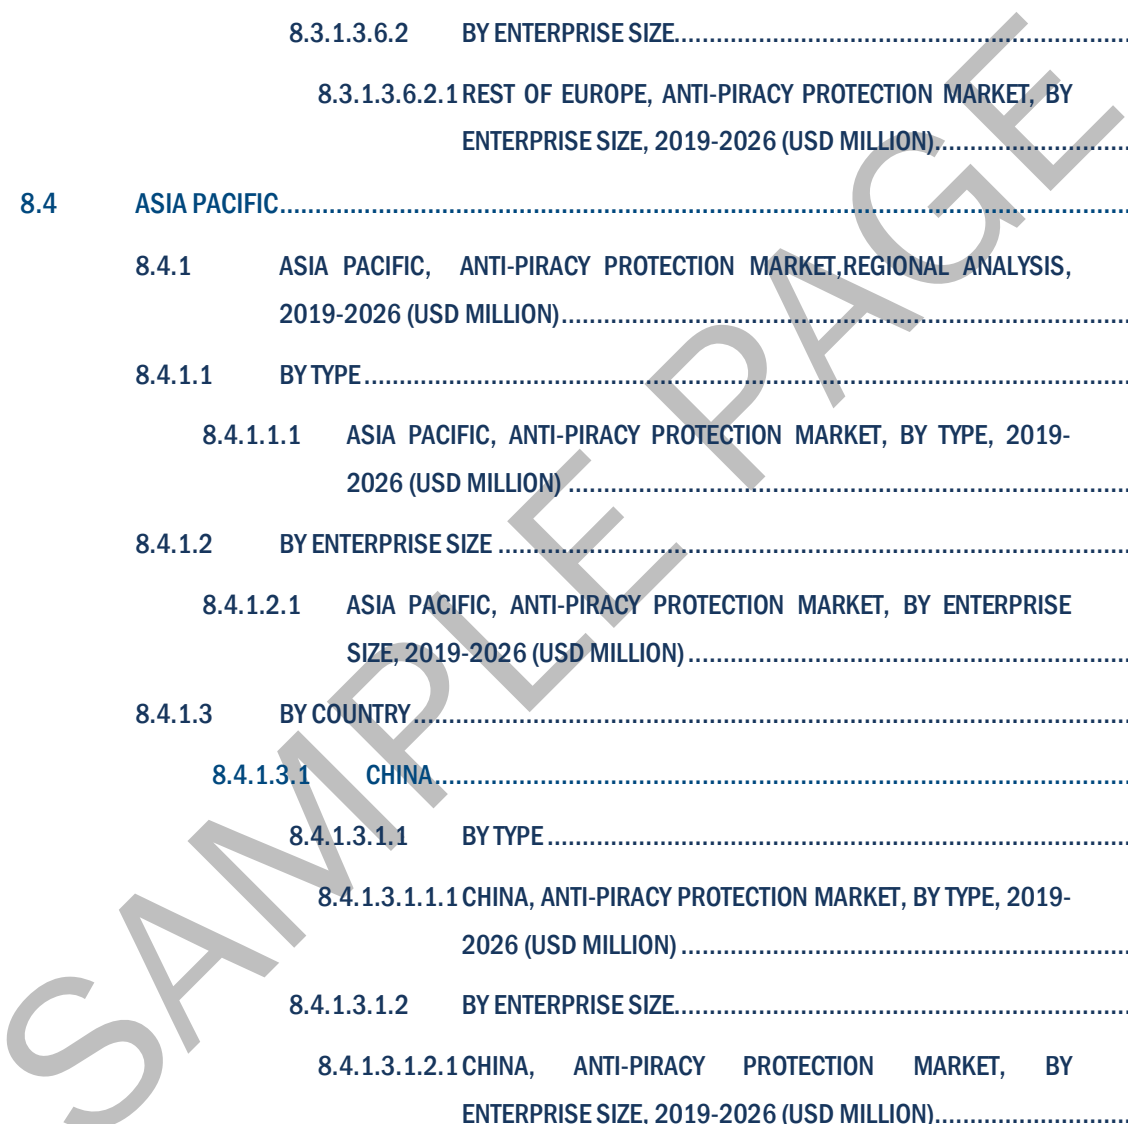 8.3.1.3.6.2 BY ENTERPRISE SIZE................................................................
8.3.1.3.6.2.1 REST OF EUROPE, ANTI-PIRACY PROTECTION MARKET, BY
ENTERPRISE SIZE, 2019-2026 (USD MILLION)...........................
8.4 ASIA PACIFIC........................................................................................................................
8.4.1 ASIA PACIFIC, ANTI-PIRACY PROTECTION MARKET,REGIONAL ANALYSIS,
2019-2026 (USD MILLION)................................................................................
8.4.1.1 BY TYPE............................................................................................................
8.4.1.1.1 ASIA PACIFIC, ANTI-PIRACY PROTECTION MARKET, BY TYPE, 2019-
2026 (USD MILLION) ...............................................................................
8.4.1.2 BY ENTERPRISE SIZE .........................................................................................
8.4.1.2.1 ASIA PACIFIC, ANTI-PIRACY PROTECTION MARKET, BY ENTERPRISE
SIZE, 2019-2026 (USD MILLION)..............................................................
8.4.1.3 BY COUNTRY.....................................................................................................
8.4.1.3.1 CHINA..................................................................................................
8.4.1.3.1.1 BY TYPE..................................................................................
8.4.1.3.1.1.1 CHINA, ANTI-PIRACY PROTECTION MARKET, BY TYPE, 2019-
2026 (USD MILLION)...............................................................
8.4.1.3.1.2 BY ENTERPRISE SIZE................................................................
8.4.1.3.1.2.1 CHINA, ANTI-PIRACY PROTECTION MARKET, BY
ENTERPRISE SIZE, 2019-2026 (USD MILLION)...........................
SAMPLE PAGE